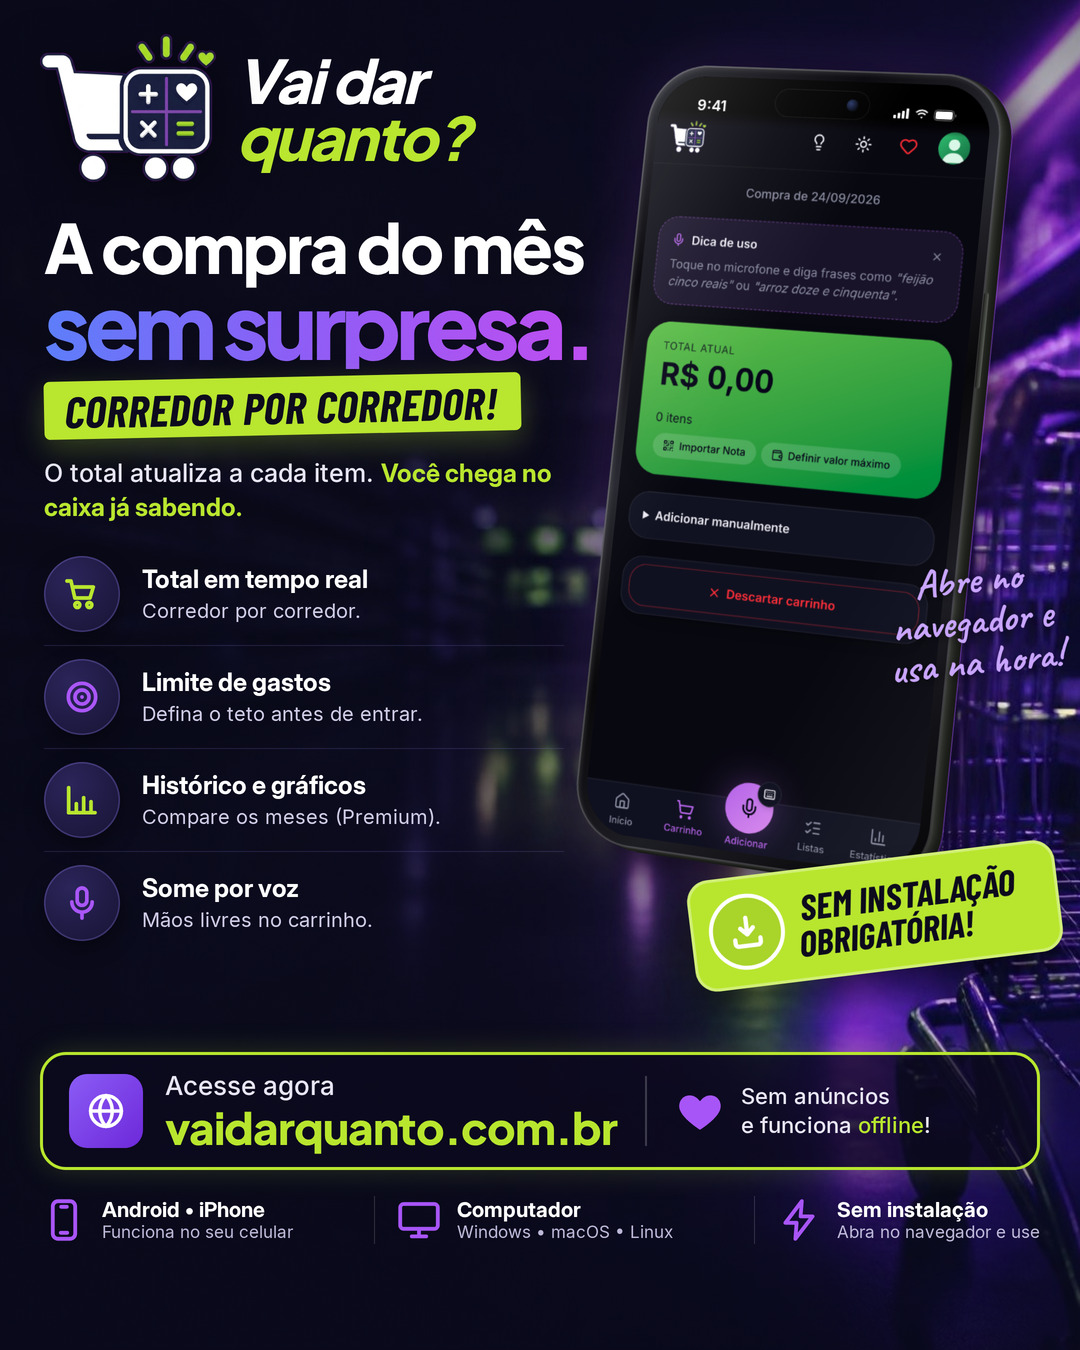 Vai dar
quanto?
A compra do mês
sem surpresa.
CORREDOR POR CORREDOR!
O total atualiza a cada item. Você chega no
caixa já sabendo.
Total em tempo real
Corredor por corredor.
Limite de gastos
Defina o teto antes de entrar.
Histórico e gráficos
Compare os meses (Premium).
Some por voz
Mãos livres no carrinho.
9:41
Compra de 24/09/2026
Dica de uso
Toque no microfone e diga frases como "feijão
cinco reais" ou "arroz doze e cinquenta".
TOTAL ATUAL
R$ 0,00
0 itens
Importar Nota
Definir valor máximo
Adicionar manualmente
Descartar carrinho
Início
Carrinho
Adicionar
Listas
Abre no
navegador e
usa na hora!
SEM INSTALAÇÃO
OBRIGATÓRIA!
Acesse agora
vaidarquanto.com.br
Sem anúncios
e funciona offline!
Android • iPhone
Funciona no seu celular
Computador
Windows • macOS • Linux
Sem instalação
Abra no navegador e use